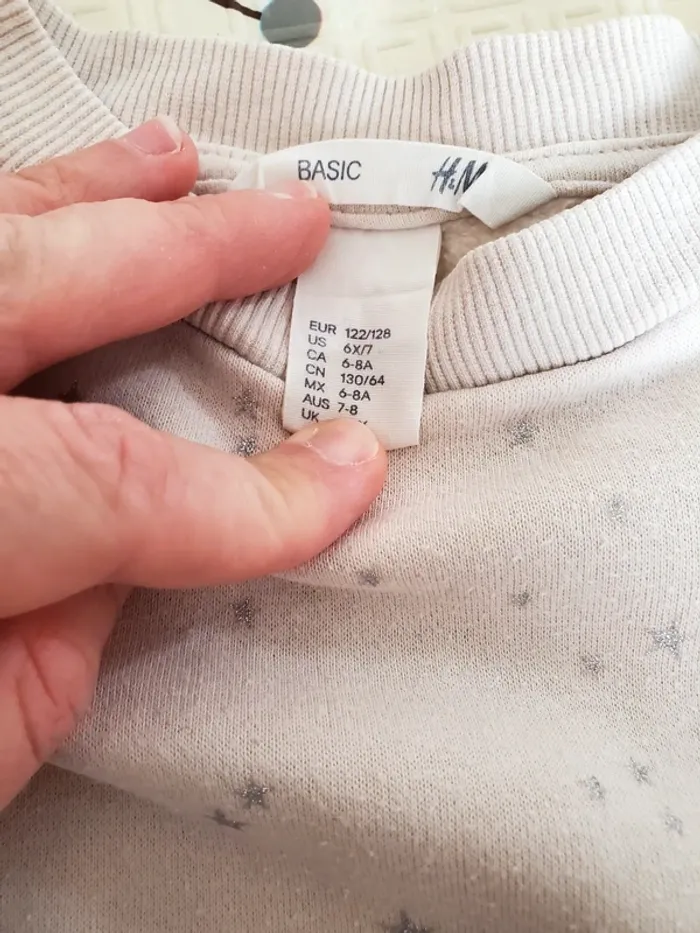 BASIC H&M
EUR 122/128
US 6X/7
CA 6-8A
CN 130/64
MX 6-8A
AUS 7-8
UK